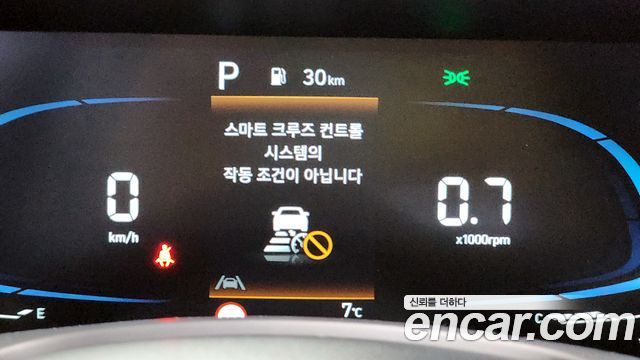 P 30km
스마트 크루즈 컨트롤
시스템의
작동 조건이 아닙니다
0
km/h
0.7
x1000rpm
E
7℃
C
신뢰를 더하다
encar.com